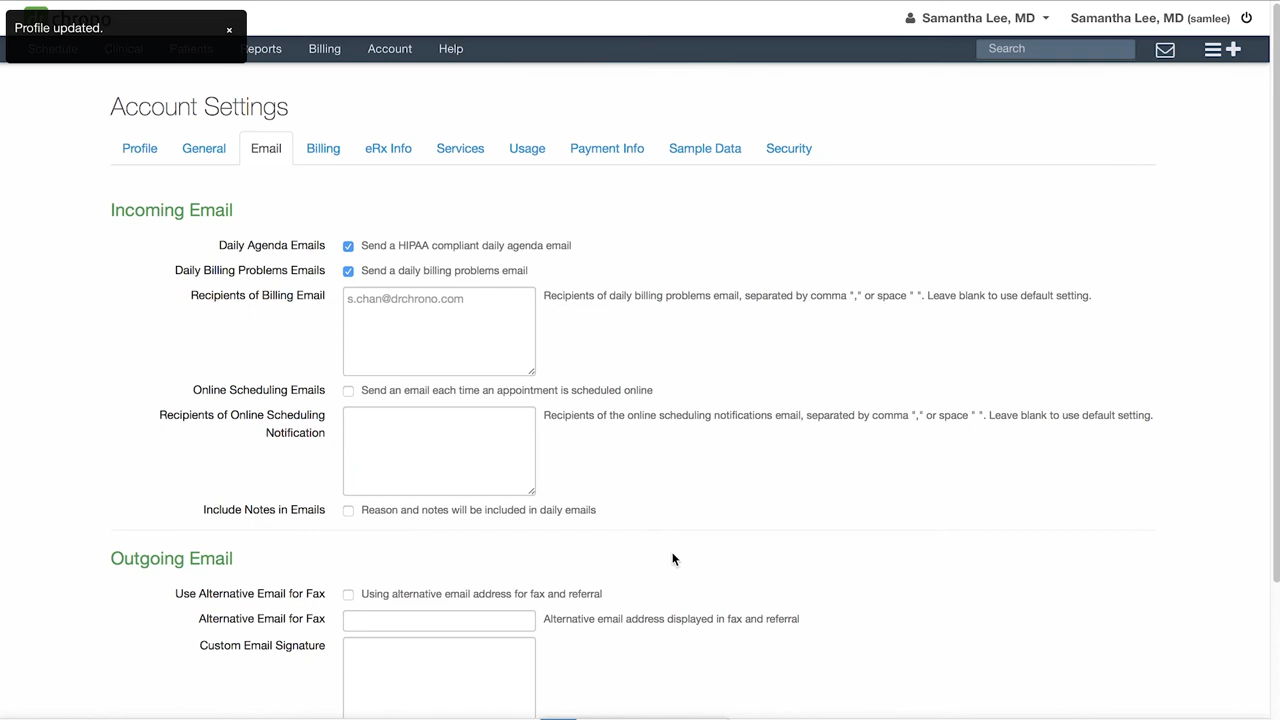 Profile updated.
×
chrono
Samantha Lee, MD
Samantha Lee, MD (samlee)
Schedule Clinical Patients Reports Billing Account Help
Search
Account Settings
Profile General Email Billing eRx Info Services Usage Payment Info Sample Data Security
Incoming Email
Daily Agenda Emails Send a HIPAA compliant daily agenda email
Daily Billing Problems Emails Send a daily billing problems email
Recipients of Billing Email s.chan@drchrono.com Recipients of daily billing problems email, separated by comma "," or space " ". Leave blank to use default setting.
Online Scheduling Emails Send an email each time an appointment is scheduled online
Recipients of Online Scheduling Recipients of the online scheduling notifications email, separated by comma "," or space " ". Leave blank to use default setting.
Notification
Include Notes in Emails Reason and notes will be included in daily emails
Outgoing Email
Use Alternative Email for Fax Using alternative email address for fax and referral
Alternative Email for Fax Alternative email address displayed in fax and referral
Custom Email Signature